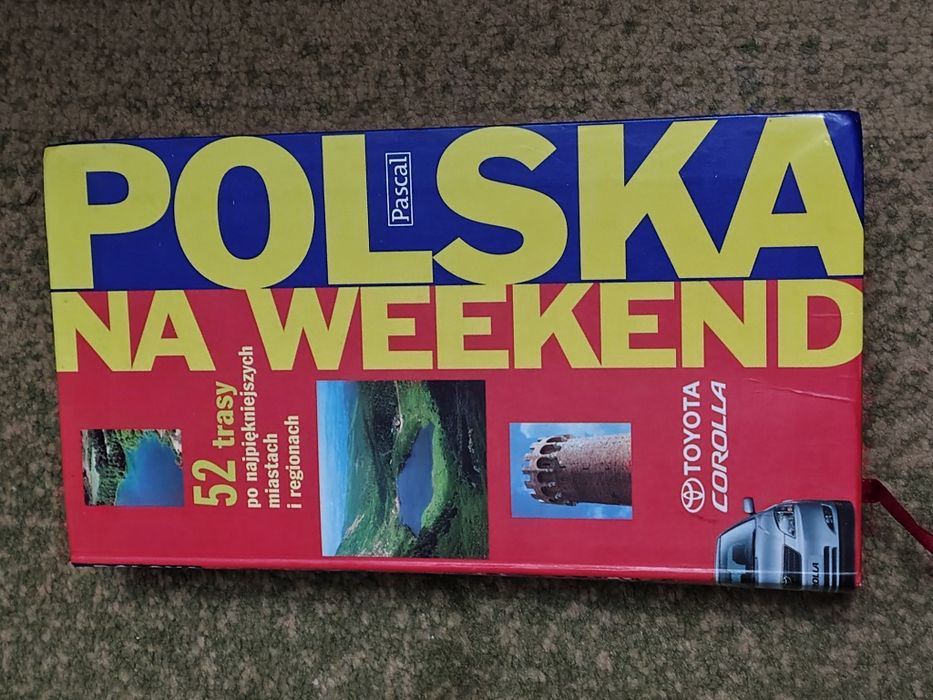 POLSKA
Pascal
NA WEEKEND
52 trasy
po najpiękniejszych
miastach
i regionach
TOYOTA
COROLLA